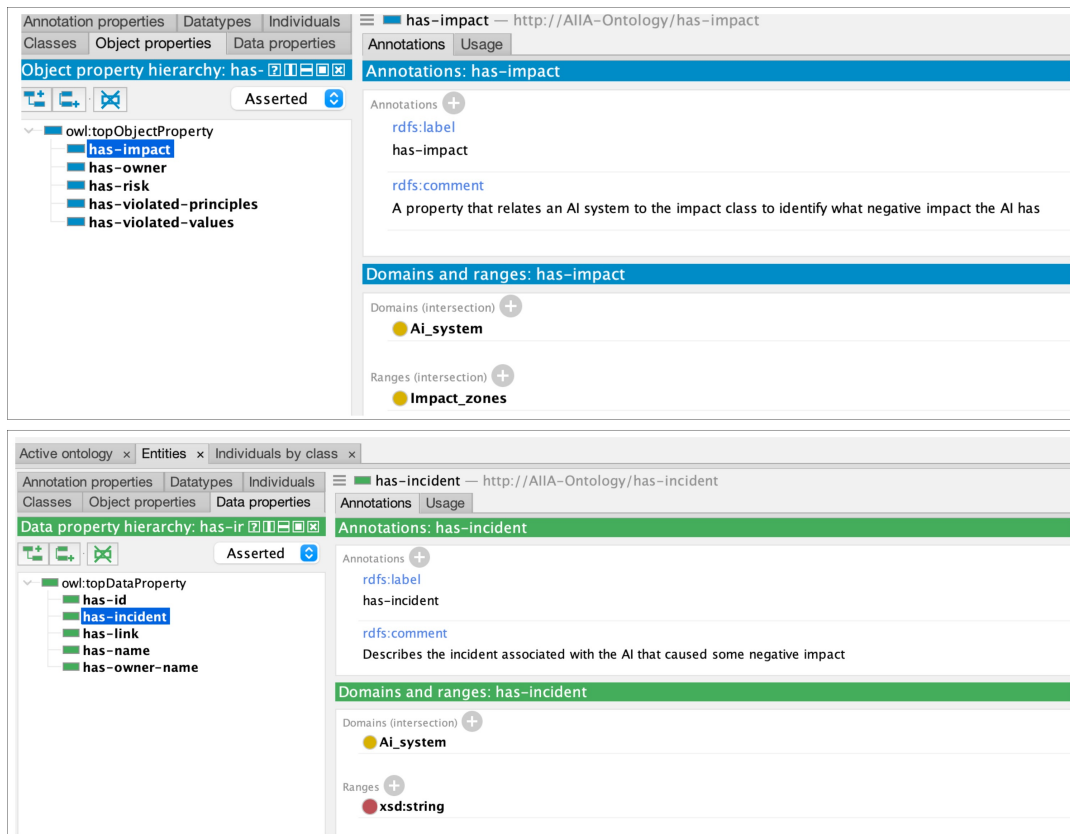 Annotation properties Datatypes Individuals
Classes Object properties Data properties
Object property hierarchy: has-
Asserted
owl:topObjectProperty
has-impact
has-owner
has-risk
has-violated-principles
has-violated-values
has-impact — http://AIIA-Ontology/has-impact
Annotations Usage
Annotations: has-impact
Annotations
rdfs:label
has-impact
rdfs:comment
A property that relates an AI system to the impact class to identify what negative impact the AI has
Domains and ranges: has-impact
Domains (intersection)
Ai_system
Ranges (intersection)
Impact_zones
Active ontology × Entities × Individuals by class ×
Annotation properties Datatypes Individuals
Classes Object properties Data properties
Data property hierarchy: has-ir
Asserted
owl:topDataProperty
has-id
has-incident
has-link
has-name
has-owner-name
has-incident — http://AIIA-Ontology/has-incident
Annotations Usage
Annotations: has-incident
Annotations
rdfs:label
has-incident
rdfs:comment
Describes the incident associated with the AI that caused some negative impact
Domains and ranges: has-incident
Domains (intersection)
Ai_system
Ranges
xsd:string